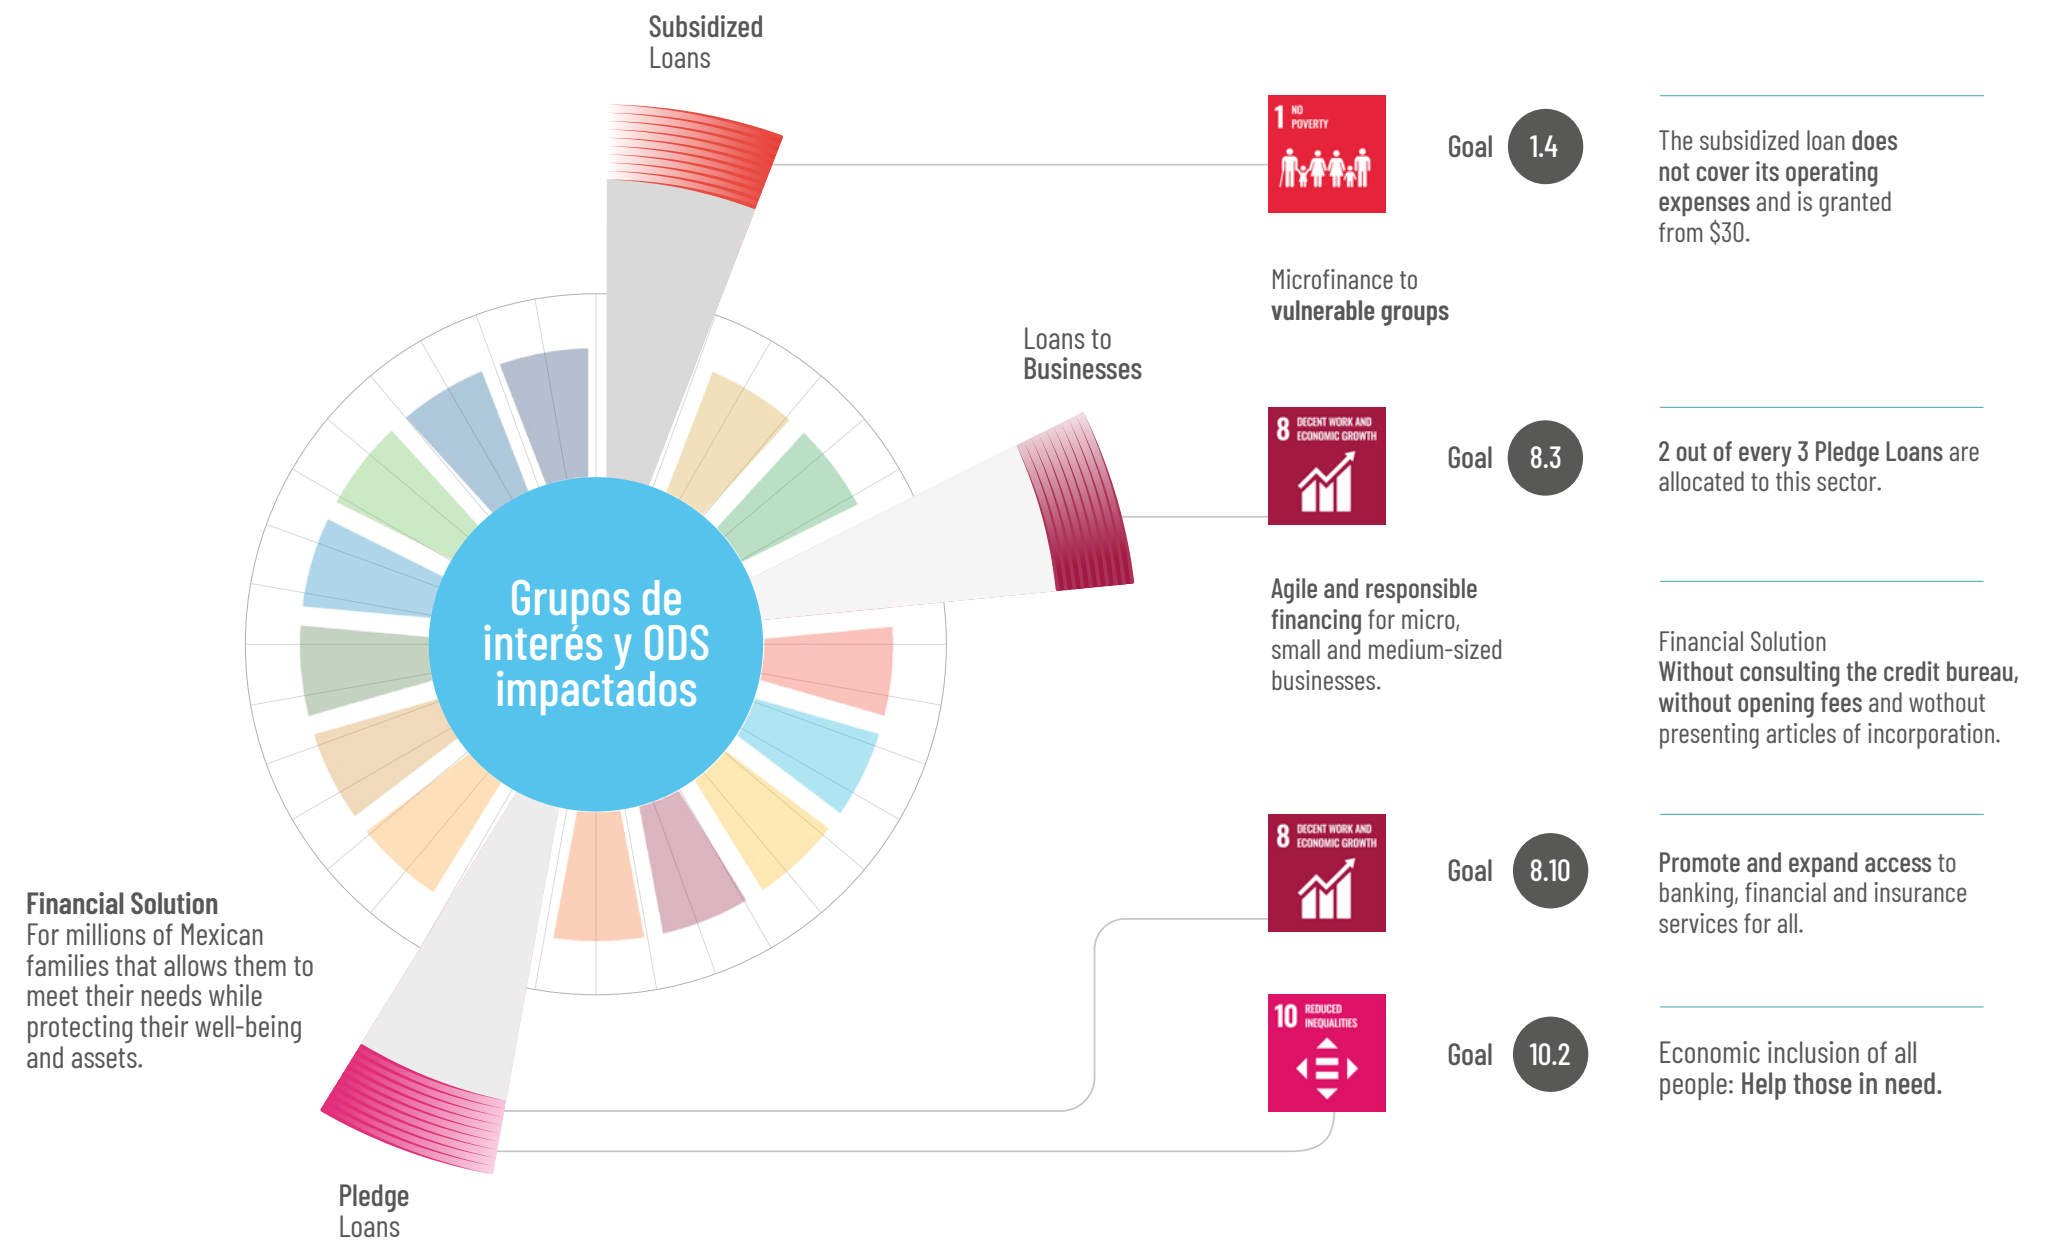 Subsidized
Loans
1 NO
POVERTY
Goal 1.4
The subsidized loan does
not cover its operating
expenses and is granted
from $30.
Microfinance to
vulnerable groups
Loans to
Businesses
8 DECENT WORK AND
ECONOMIC GROWTH
Goal 8.3
2 out of every 3 Pledge Loans are
allocated to this sector.
Agile and responsible
financing for micro,
small and medium-sized
businesses.
Financial Solution
Without consulting the credit bureau,
without opening fees and wothout
presenting articles of incorporation.
Grupos de
interés y ODS
impactados
8 DECENT WORK AND
ECONOMIC GROWTH
Goal 8.10
Promote and expand access to
banking, financial and insurance
services for all.
Financial Solution
For millions of Mexican
families that allows them to
meet their needs while
protecting their well-being
and assets.
10 REDUCED
INEQUALITIES
Goal 10.2
Economic inclusion of all
people: Help those in need.
Pledge
Loans